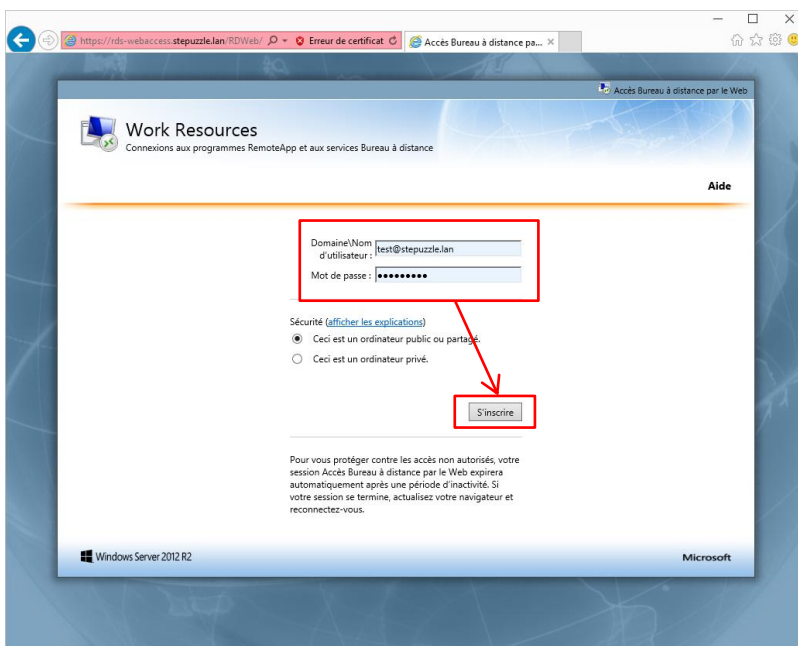 https://rds-webaccess.stepuzzle.lan/RDWeb/
Erreur de certificat
Accès Bureau à distance pa...
Accès Bureau à distance par le Web
Work Resources
Connexions aux programmes RemoteApp et aux services Bureau à distance
Aide
Domaine\Nom
d'utilisateur :
test@stepuzzle.lan
Mot de passe :
Sécurité (afficher les explications)
Ceci est un ordinateur public ou partagé.
Ceci est un ordinateur privé.
S'inscrire
Pour vous protéger contre les accès non autorisés, votre
session Accès Bureau à distance par le Web expirera
automatiquement après une période d'inactivité. Si
votre session se termine, actualisez votre navigateur et
reconnectez-vous.
Windows Server 2012 R2
Microsoft